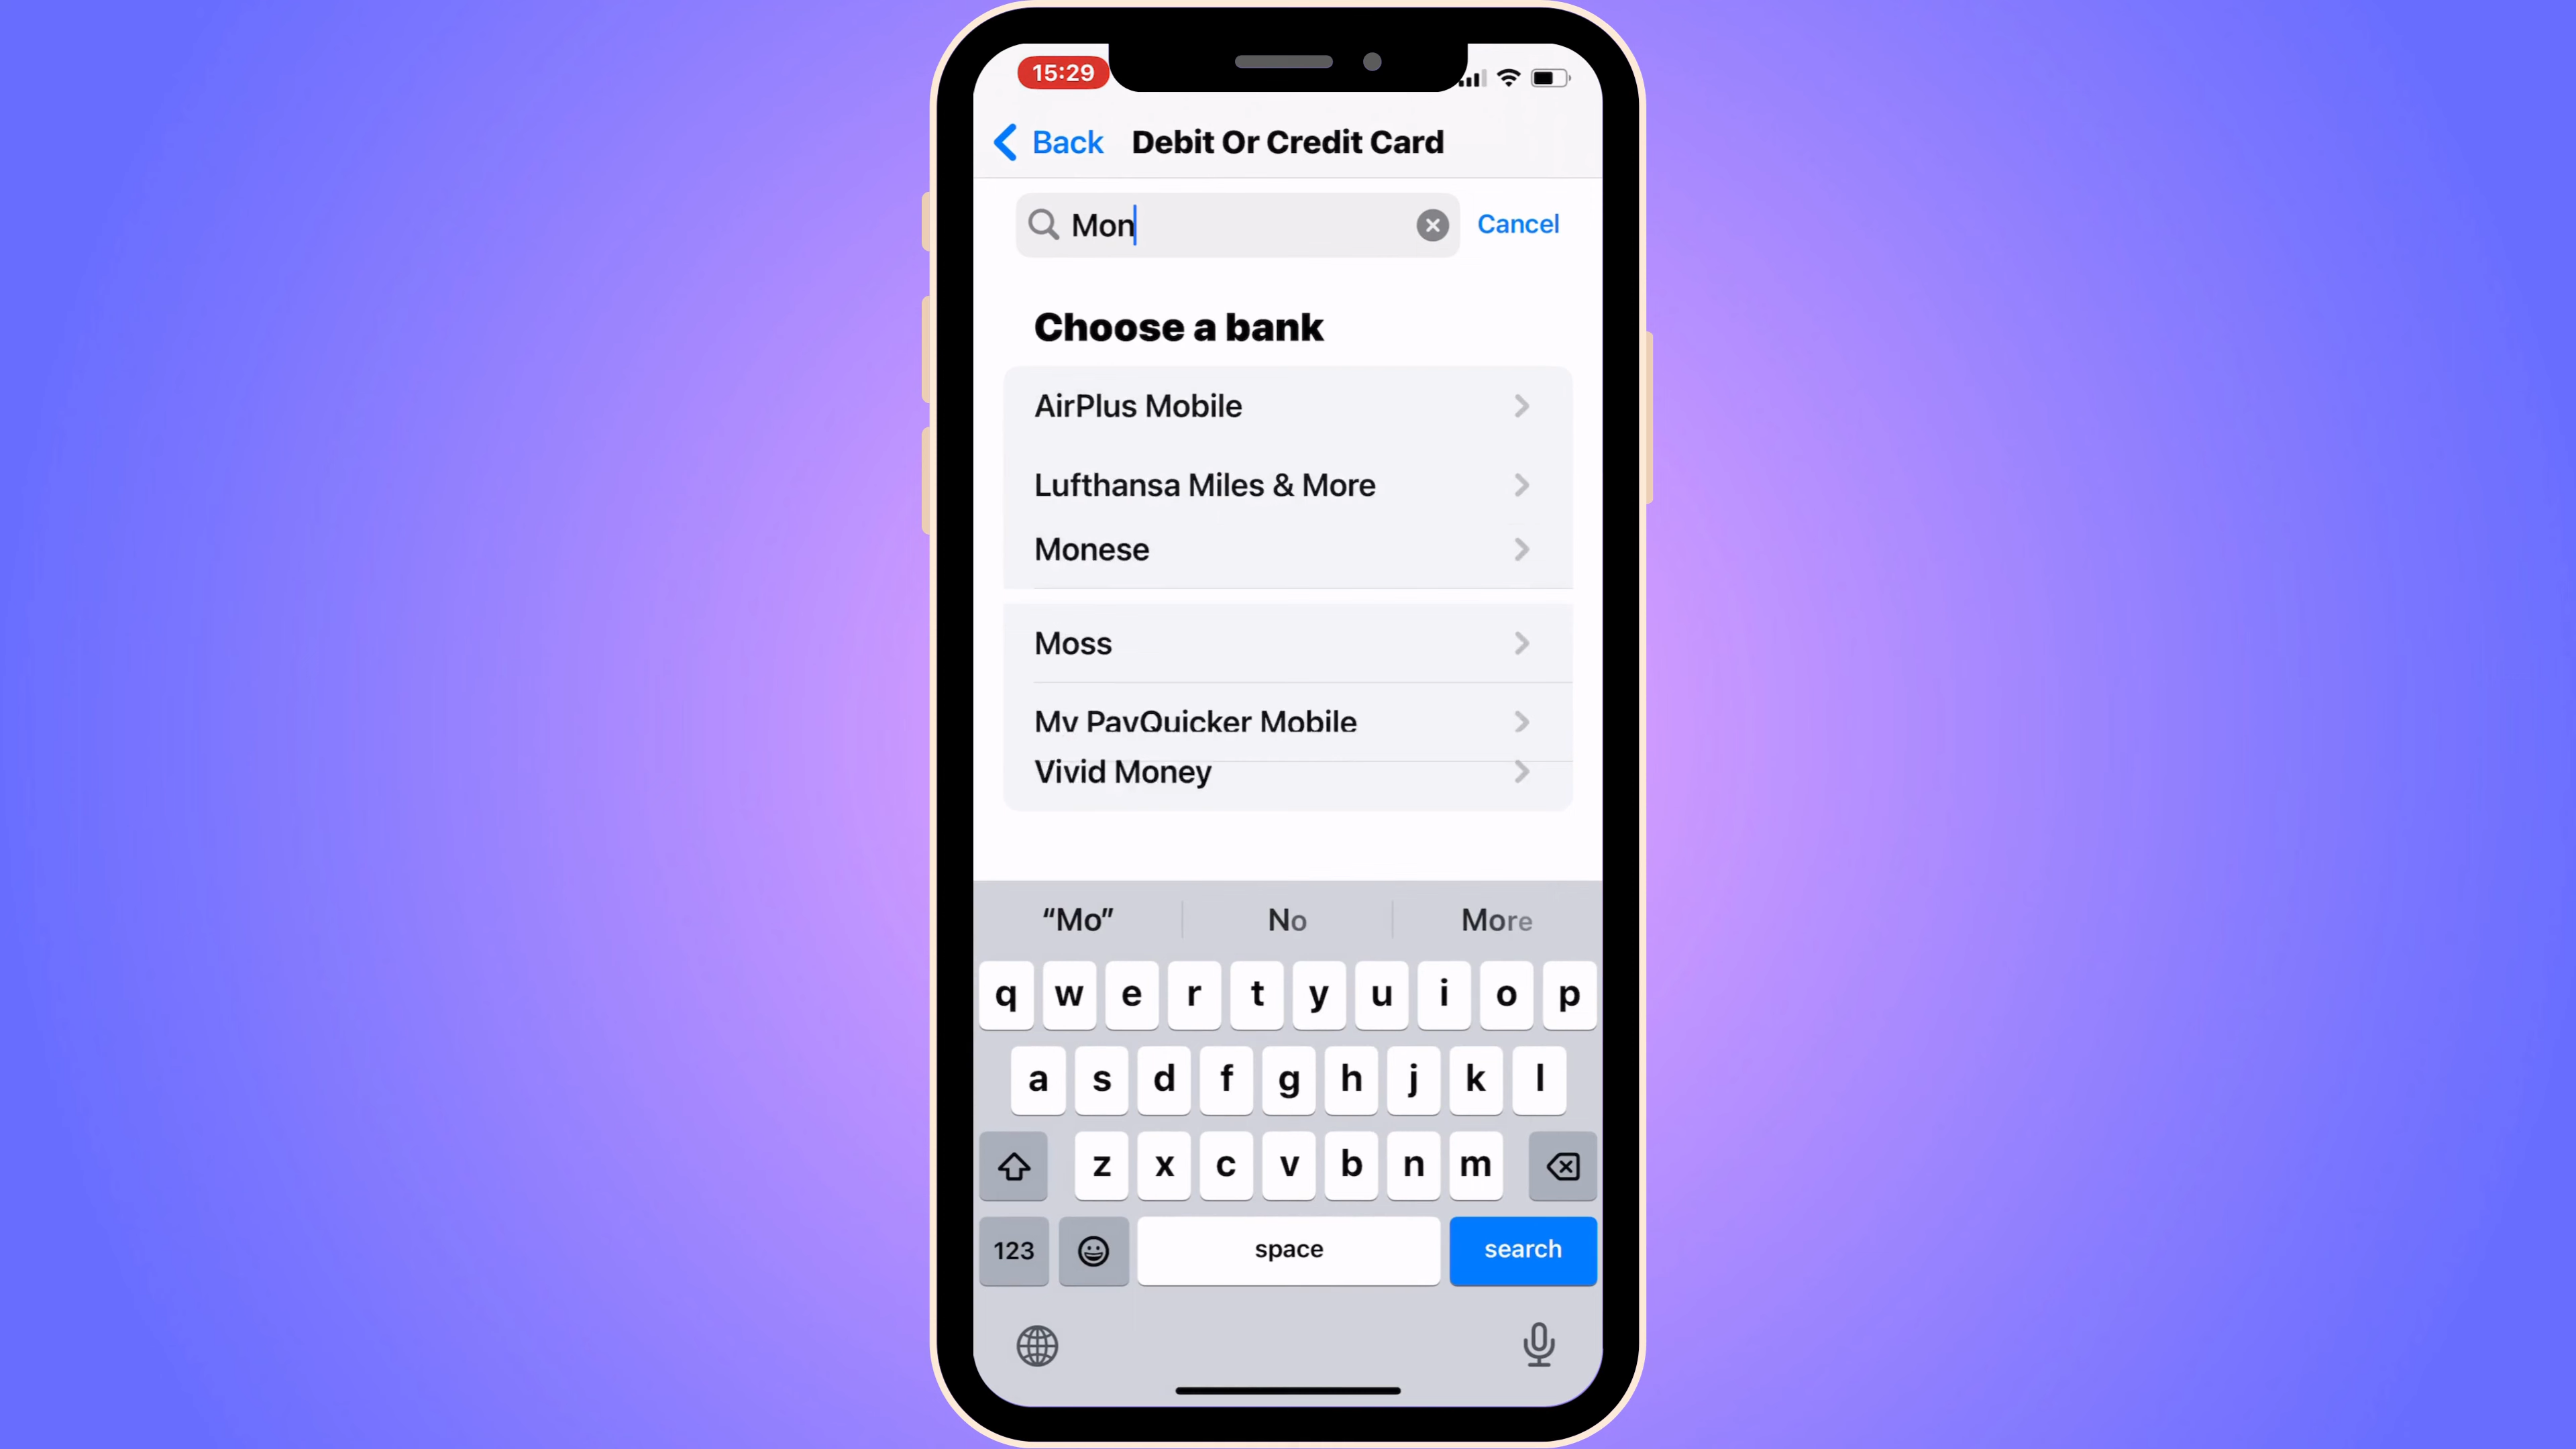 15:29
Back Debit Or Credit Card
Mon Cancel
Choose a bank
AirPlus Mobile
Lufthansa Miles & More
Monese
Moss
My PayQuicker Mobile
Vivid Money
“Mo” No More
q w e r t y u i o p
a s d f g h j k l
z x c v b n m
123 space search